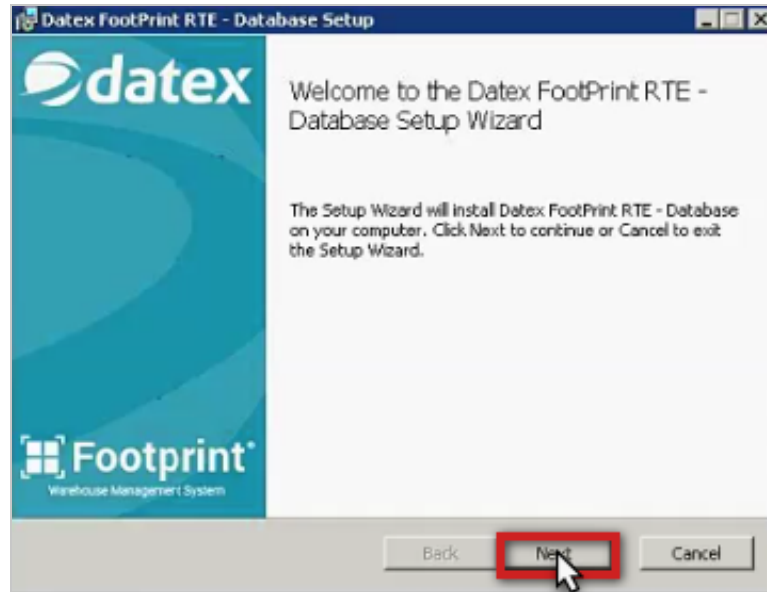 Datex FootPrint RTE - Database Setup
datex
Welcome to the Datex FootPrint RTE -
Database Setup Wizard
The Setup Wizard will install Datex FootPrint RTE - Database
on your computer. Click Next to continue or Cancel to exit
the Setup Wizard.
Footprint
Warehouse Management System
Back Next Cancel